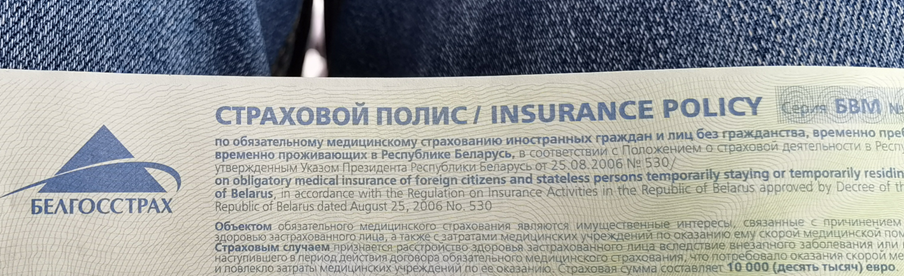 СТРАХОВОЙ ПОЛИС / INSURANCE POLICY Серия БВМ №
по обязательному медицинскому страхованию иностранных граждан и лиц без гражданства, временно
временно проживающих в Республике Беларусь, в соответствии с Положением о страховой деятельности в
утвержденным Указом Президента Республики Беларусь от 25.08.2006 № 530/
on obligatory medical insurance of foreign citizens and stateless persons temporarily staying or temporarily
of Belarus, in accordance with the Regulation on Insurance Activities in the Republic of Belarus approved by Decree of
Republic of Belarus dated August 25, 2006 No. 530
БЕЛГОССТРАХ
Объектом обязательного медицинского страхования являются имущественные интересы, связанные с причинением
здоровью застрахованного лица, а также с затратами медицинских учреждений по оказанию ему скорой медицинской
Страховым случаем признается расстройство здоровья застрахованного лица вследствие внезапного заболевания или
наступившего в период действия договора обязательного медицинского страхования, что потребовало оказания скорой
и повлекло затраты медицинских учреждений по ее оказанию. Страховая сумма составляет 10 000 (десять тысяч) евро.